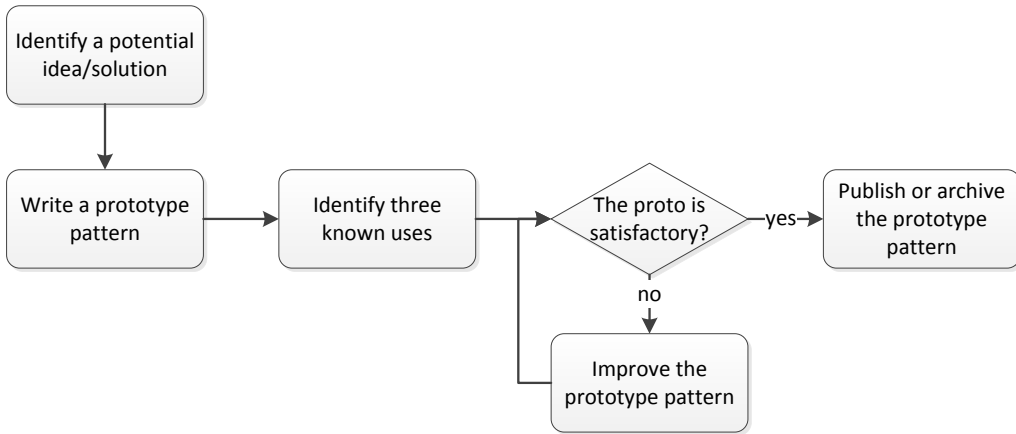 Identify a potential
idea/solution
Write a prototype
pattern
Identify three
known uses
The proto is
satisfactory?
yes
Publish or archive
the prototype
pattern
no
Improve the
prototype pattern